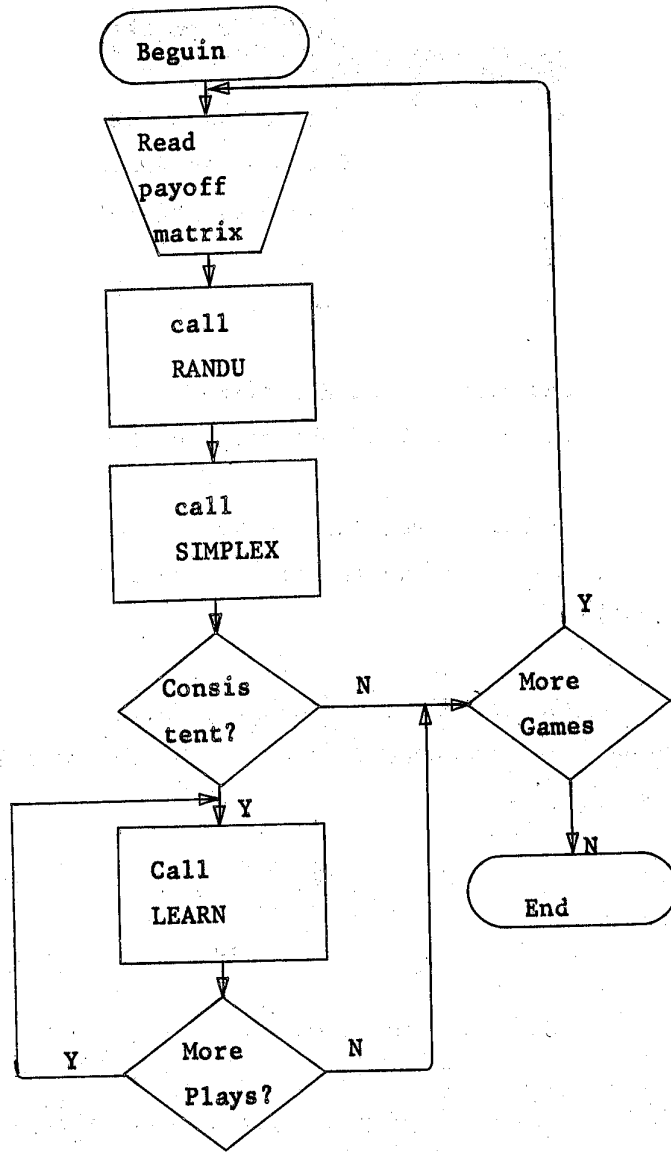 Beguin
Read
payoff
matrix
call
RANDU
call
SIMPLEX
Consis
tent?
N
Y
More
Games
Y
N
End
Call
LEARN
More
Plays?
Y
N